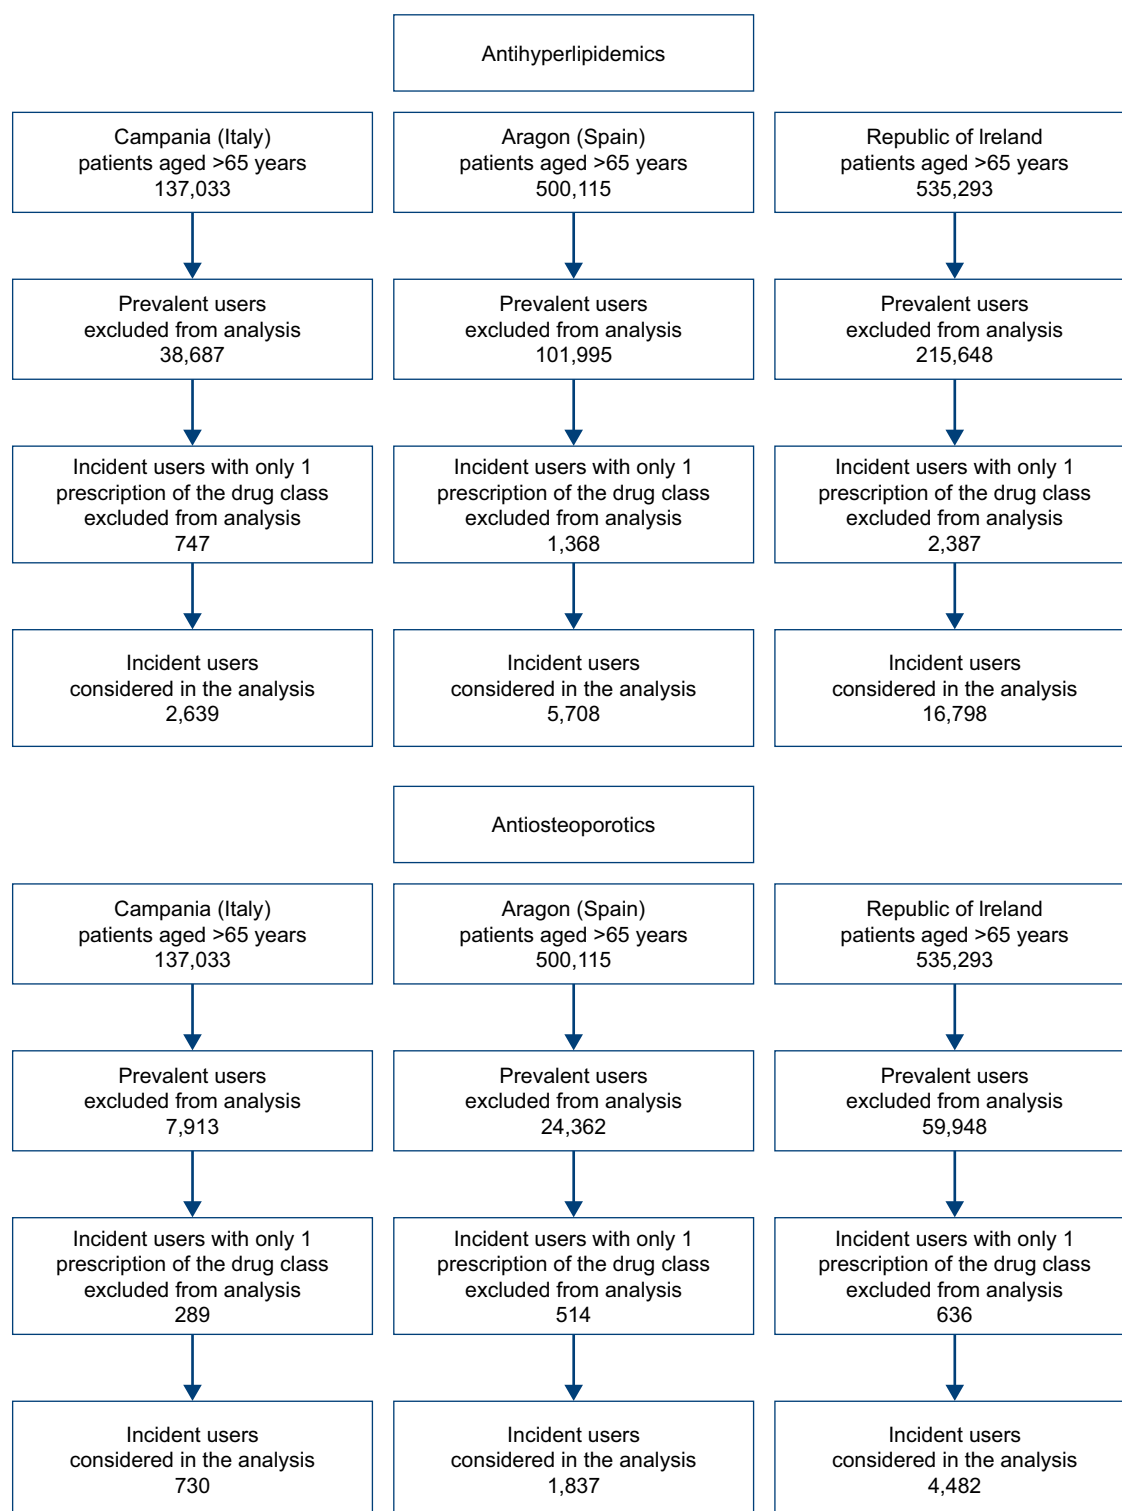 Antihyperlipidemics
Campania (Italy)
patients aged >65 years
137,033
Aragon (Spain)
patients aged >65 years
500,115
Republic of Ireland
patients aged >65 years
535,293
Prevalent users
excluded from analysis
38,687
Prevalent users
excluded from analysis
101,995
Prevalent users
excluded from analysis
215,648
Incident users with only 1
prescription of the drug class
excluded from analysis
747
Incident users with only 1
prescription of the drug class
excluded from analysis
1,368
Incident users with only 1
prescription of the drug class
excluded from analysis
2,387
Incident users
considered in the analysis
2,639
Incident users
considered in the analysis
5,708
Incident users
considered in the analysis
16,798
Antiosteoporotics
Campania (Italy)
patients aged >65 years
137,033
Aragon (Spain)
patients aged >65 years
500,115
Republic of Ireland
patients aged >65 years
535,293
Prevalent users
excluded from analysis
7,913
Prevalent users
excluded from analysis
24,362
Prevalent users
excluded from analysis
59,948
Incident users with only 1
prescription of the drug class
excluded from analysis
289
Incident users with only 1
prescription of the drug class
excluded from analysis
514
Incident users with only 1
prescription of the drug class
excluded from analysis
636
Incident users
considered in the analysis
730
Incident users
considered in the analysis
1,837
Incident users
considered in the analysis
4,482